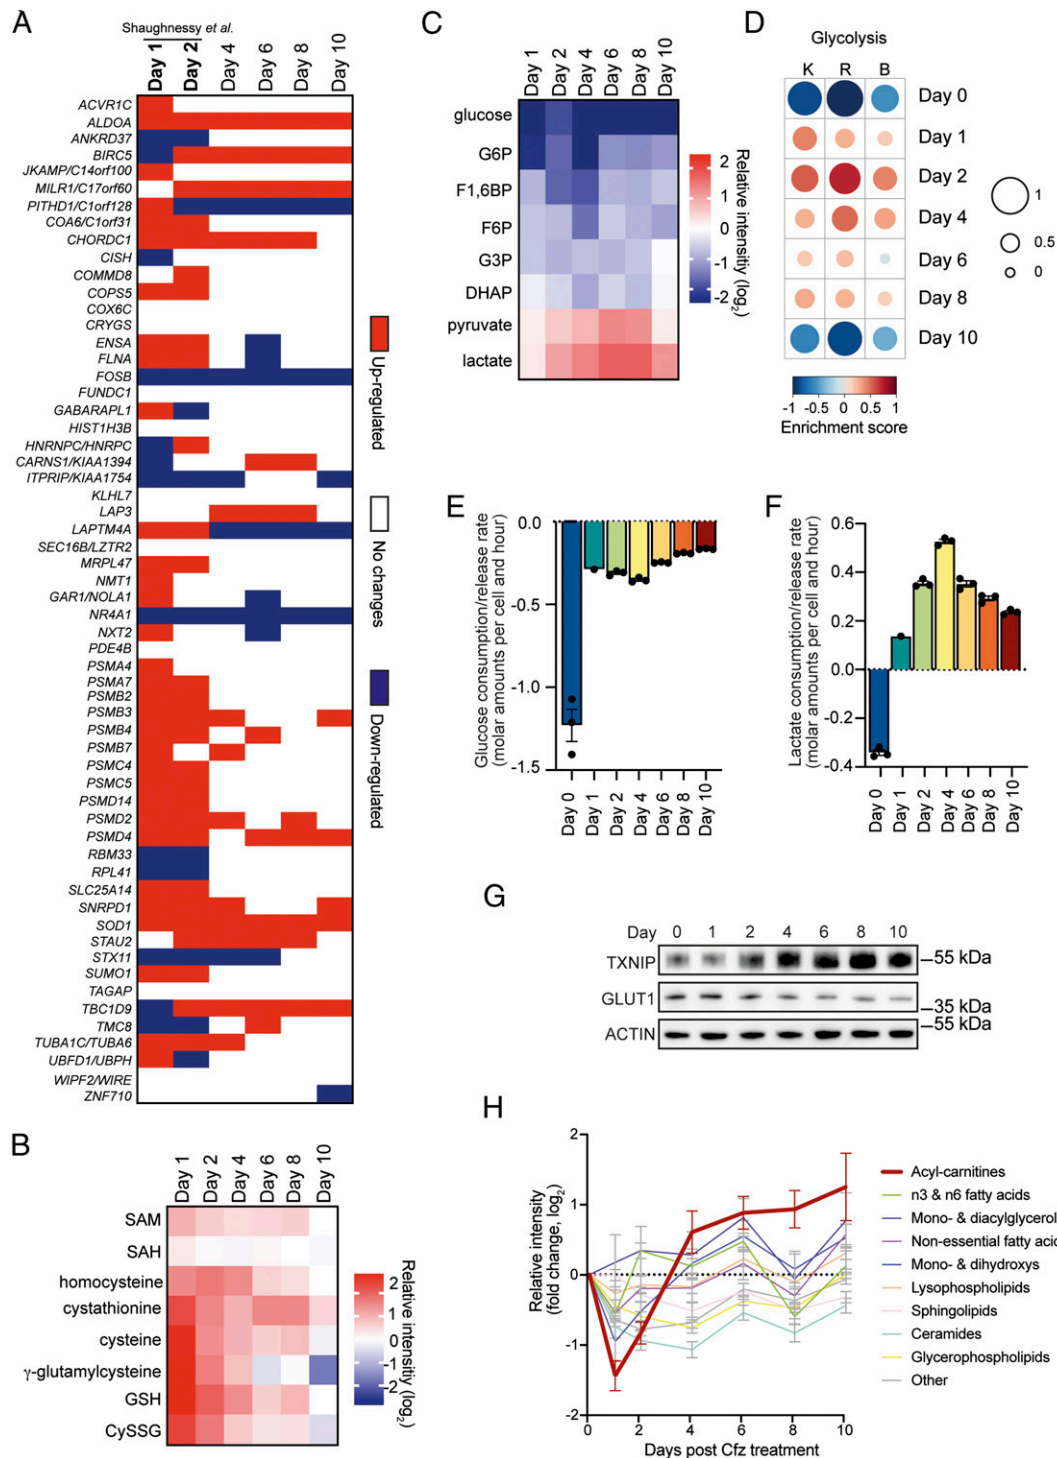 A
Shaughnessy et al.
Day 1
Day 2
Day 4
Day 6
Day 8
Day 10
ACVR1C
ALDOA
ANKRD37
BIRC5
JKAMP/C14orf100
MILR1/C17orf60
PITHD1/C1orf128
COA6/C1orf31
CHORDC1
CISH
COMMD8
COPS5
COX6C
CRYGS
ENSA
FLNA
FOSB
FUNDC1
GABARAPL1
HIST1H3B
HNRNPC/HNRPC
CARNS1/KIAA1394
ITPRIP/KIAA1754
KLHL7
LAP3
LAPTM4A
SEC16B/LZTR2
MRPL47
NMT1
GAR1/NOLA1
NR4A1
NXT2
PDE4B
PSMA4
PSMA7
PSMB2
PSMB3
PSMB4
PSMB7
PSMC4
PSMC5
PSMD14
PSMD2
PSMD4
RBM33
RPL41
SLC25A14
SNRPD1
SOD1
STAU2
STX11
SUMO1
TAGAP
TBC1D9
TMC8
TUBA1C/TUBA6
UBFD1/UBPH
WIPF2/WIRE
ZNF710
Up-regulated
No changes
Down-regulated
B
Day 1
Day 2
Day 4
Day 6
Day 8
Day 10
SAM
SAH
homocysteine
cystathionine
cysteine
γ-glutamylcysteine
GSH
CySSG
2
1
0
-1
-2
Relative intensitiy (log2)
C
Day 1
Day 2
Day 4
Day 6
Day 8
Day 10
glucose
G6P
F1,6BP
F6P
G3P
DHAP
pyruvate
lactate
2
1
0
-1
-2
Relative intensitiy (log2)
D
Glycolysis
K R B
Day 0
Day 1
Day 2
Day 4
Day 6
Day 8
Day 10
1
0.5
0
-1 -0.5 0 0.5 1
Enrichment score
E
Glucose consumption/release rate
(molar amounts per cell and hour)
0.0
-0.5
-1.0
-1.5
Day 0
Day 1
Day 2
Day 4
Day 6
Day 8
Day 10
F
Lactate consumption/release rate
(molar amounts per cell and hour)
0.6
0.4
0.2
0.0
-0.2
-0.4
Day 0
Day 1
Day 2
Day 4
Day 6
Day 8
Day 10
G
Day 0 1 2 4 6 8 10
TXNIP
55 kDa
GLUT1
35 kDa
ACTIN
55 kDa
H
Relative intensity
(fold change, log2)
2
1
0
-1
-2
0 2 4 6 8 10
Days post Cfz treatment
Acyl-carnitines
n3 & n6 fatty acids
Mono- & diacylglycerol
Non-essential fatty acid
Mono- & dihydroxys
Lysophospholipids
Sphingolipids
Ceramides
Glycerophospholipids
Other